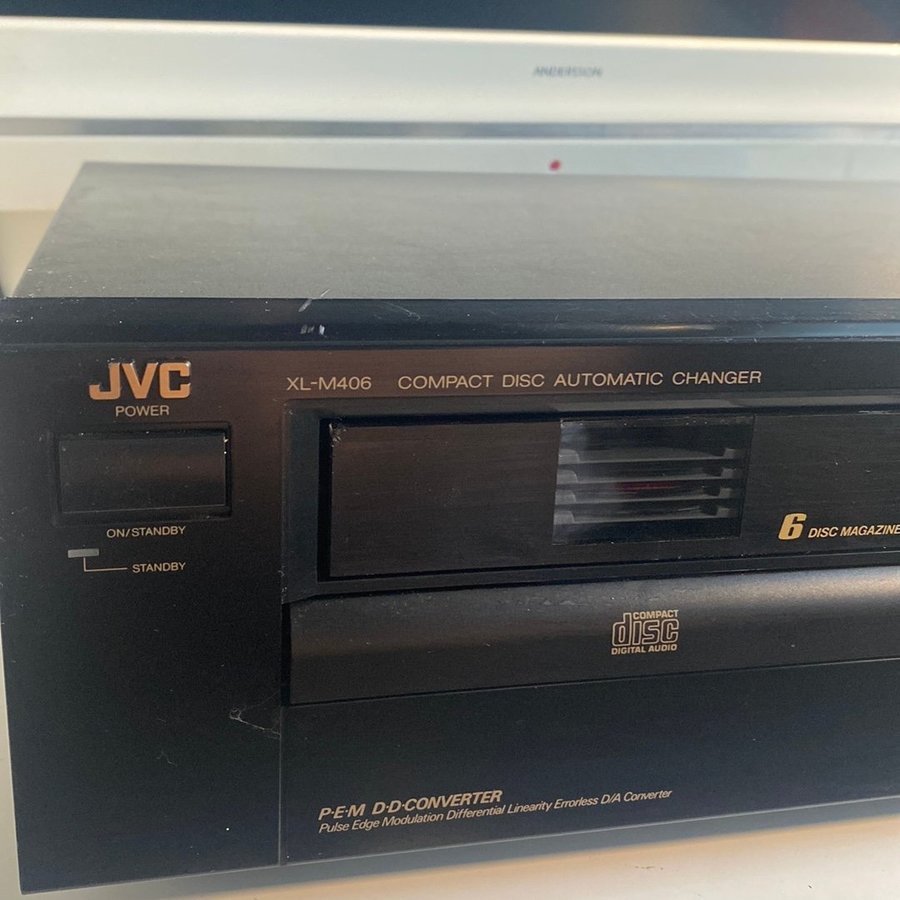 ANDERSSON
JVC
POWER
XL-M406 COMPACT DISC AUTOMATIC CHANGER
ON/STANDBY
STANDBY
6 DISC MAGAZINE
COMPACT
disc
DIGITAL AUDIO
P·E·M D·D·CONVERTER
Pulse Edge Modulation Differential Linearity Errorless D/A Converter